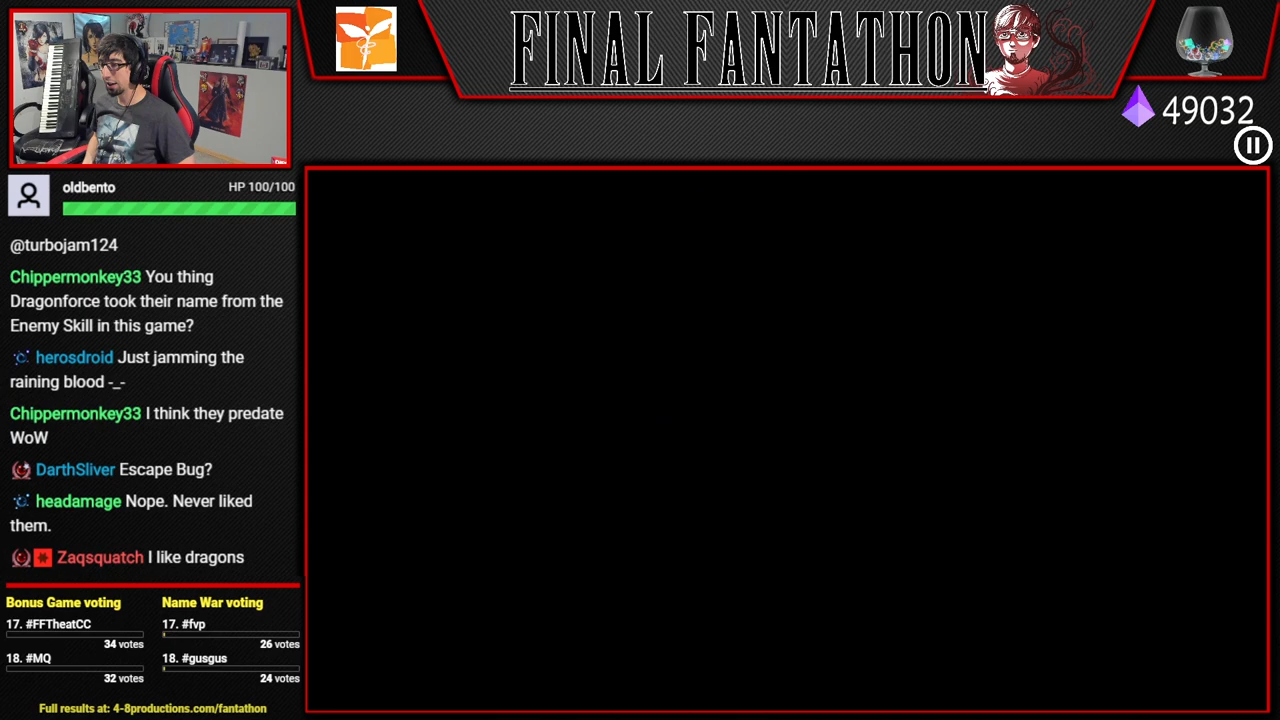 FINAL FANTATHON
49032
oldbento HP 100/100
@turbojam124
Chippermonkey33 You thing
Dragonforce took their name from the
Enemy Skill in this game?
herosdroid Just jamming the
raining blood -_-
Chippermonkey33 I think they predate
WoW
DarthSliver Escape Bug?
headamage Nope. Never liked
them.
Zaqsquatch I like dragons
Bonus Game voting
17. #FFTheatCC
34 votes
18. #MQ
32 votes
Name War voting
17. #fvp
26 votes
18. #gusgus
24 votes
Full results at: 4-8productions.com/fantathon